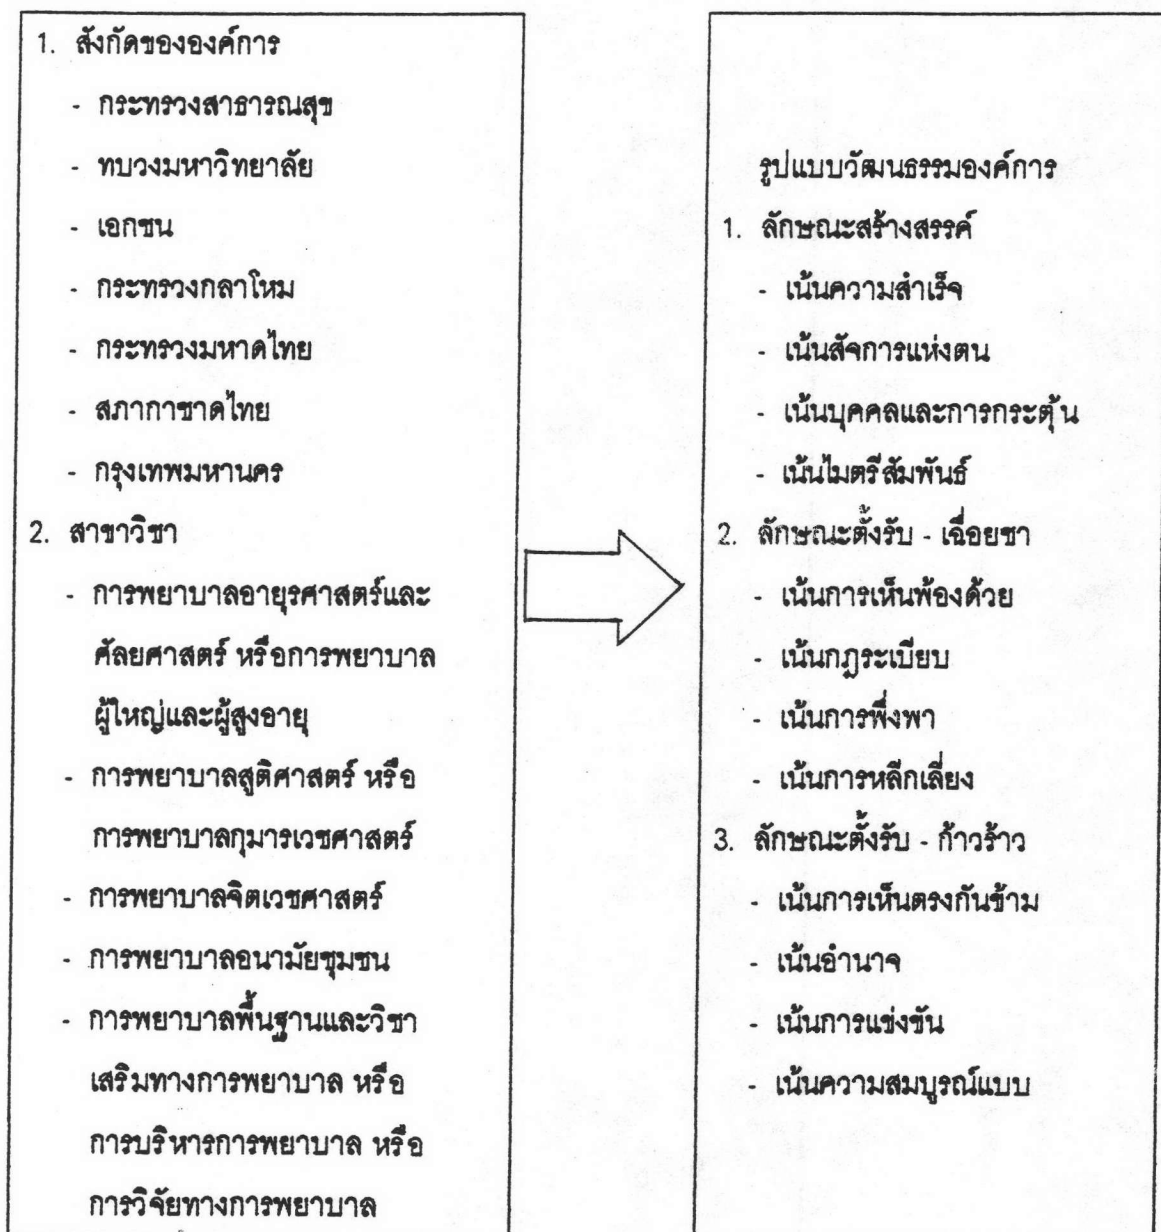 1. สังกัดขององค์การ
- กระทรวงสาธารณสุข
- ทบวงมหาวิทยาลัย
- เอกชน
- กระทรวงกลาโหม
- กระทรวงมหาดไทย
- สภากาชาดไทย
- กรุงเทพมหานคร
2. สาขาวิชา
- การพยาบาลอายุรศาสตร์และ
ศัลยศาสตร์ หรือการพยาบาล
ผู้ใหญ่และผู้สูงอายุ
- การพยาบาลสูติศาสตร์ หรือ
การพยาบาลกุมารเวชศาสตร์
- การพยาบาลจิตเวชศาสตร์
- การพยาบาลอนามัยชุมชน
- การพยาบาลพื้นฐานและวิชา
เสริมทางการพยาบาล หรือ
การบริหารการพยาบาล หรือ
การวิจัยทางการพยาบาล
รูปแบบวัฒนธรรมองค์การ
1. ลักษณะสร้างสรรค์
- เน้นความสำเร็จ
- เน้นสัจการแห่งตน
- เน้นบุคคลและการกระตุ้น
- เน้นไมตรีสัมพันธ์
2. ลักษณะตั้งรับ - เฉื่อยชา
- เน้นการเห็นพ้องด้วย
- เน้นกฎระเบียบ
- เน้นการพึ่งพา
- เน้นการหลีกเลี่ยง
3. ลักษณะตั้งรับ - ก้าวร้าว
- เน้นการเห็นตรงกันข้าม
- เน้นอำนาจ
- เน้นการแข่งขัน
- เน้นความสมบูรณ์แบบ